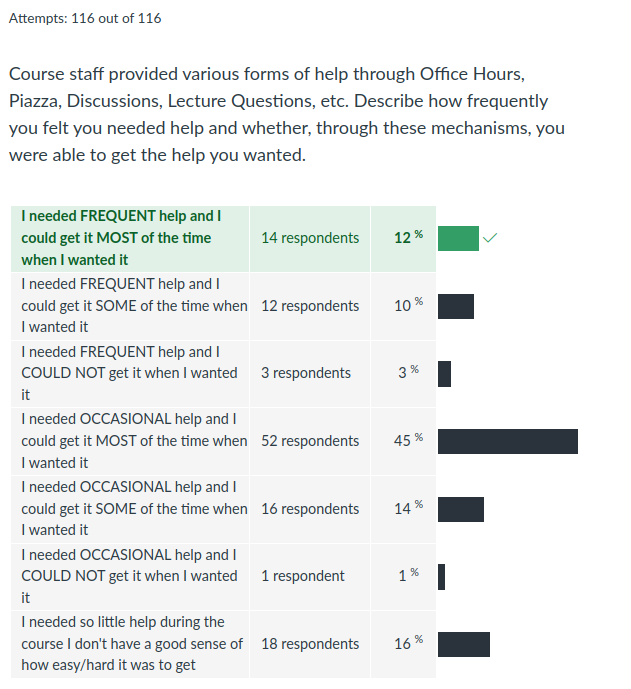 Attempts: 116 out of 116
Course staff provided various forms of help through Office Hours,
Piazza, Discussions, Lecture Questions, etc. Describe how frequently
you felt you needed help and whether, through these mechanisms, you
were able to get the help you wanted.
I needed FREQUENT help and I
could get it MOST of the time
when I wanted it
14 respondents
12 %
I needed FREQUENT help and I
could get it SOME of the time when
I wanted it
12 respondents
10 %
I needed FREQUENT help and I
COULD NOT get it when I wanted
it
3 respondents
3 %
I needed OCCASIONAL help and I
could get it MOST of the time when
I wanted it
52 respondents
45 %
I needed OCCASIONAL help and I
could get it SOME of the time when
I wanted it
16 respondents
14 %
I needed OCCASIONAL help and I
COULD NOT get it when I wanted
it
1 respondent
1 %
I needed so little help during the
course I don't have a good sense of
how easy/hard it was to get
18 respondents
16 %